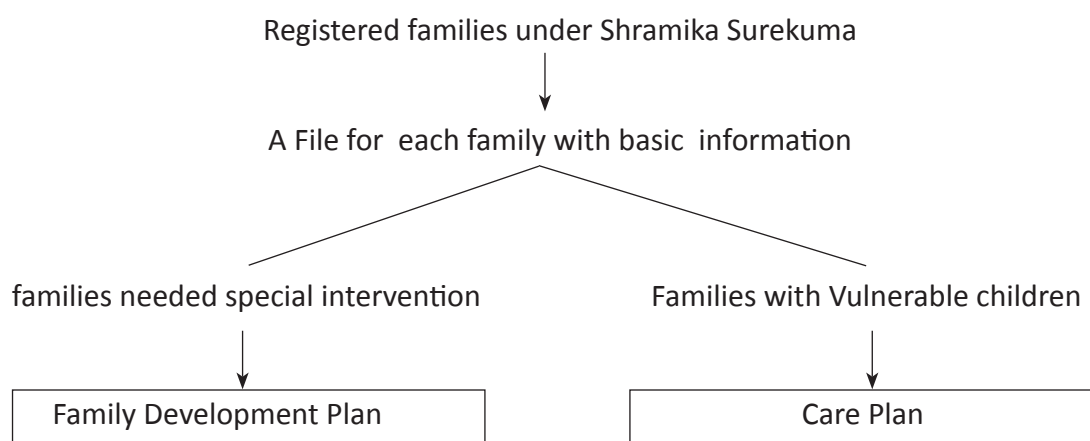 Registered families under Shramika Surekuma
A File for each family with basic information
families needed special intervention
Families with Vulnerable children
Family Development Plan
Care Plan